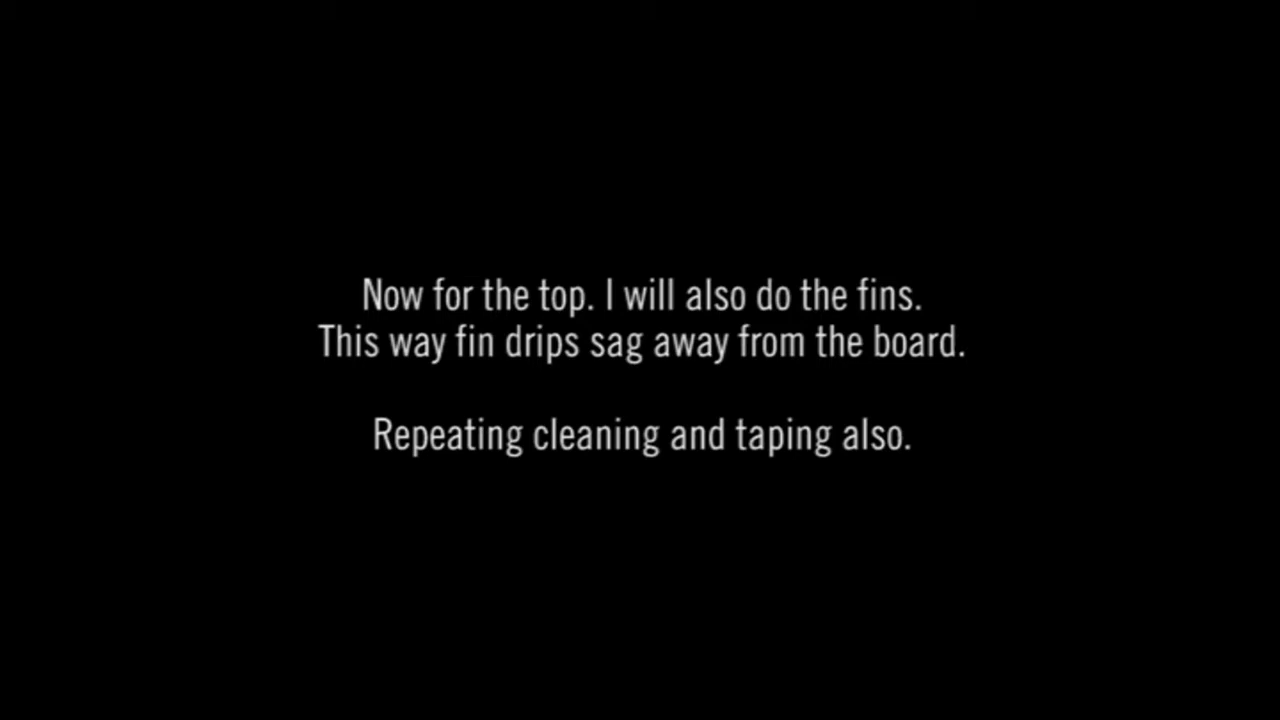 Now for the top. I will also do the fins.
This way fin drips sag away from the board.
Repeating cleaning and taping also.